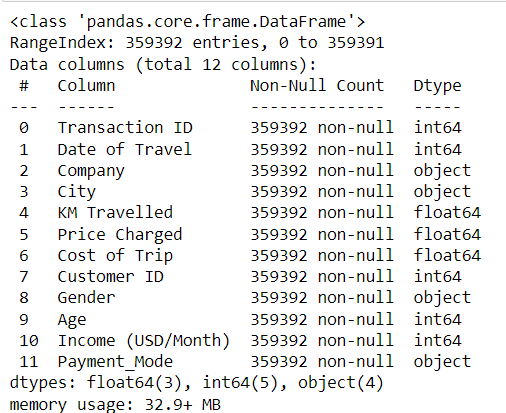 <class 'pandas.core.frame.DataFrame'>
RangeIndex: 359392 entries, 0 to 359391
Data columns (total 12 columns):
 #   Column              Non-Null Count   Dtype
---  ------              --------------   -----
 0   Transaction ID      359392 non-null  int64
 1   Date of Travel      359392 non-null  int64
 2   Company             359392 non-null  object
 3   City                359392 non-null  object
 4   KM Travelled        359392 non-null  float64
 5   Price Charged       359392 non-null  float64
 6   Cost of Trip        359392 non-null  float64
 7   Customer ID         359392 non-null  int64
 8   Gender              359392 non-null  object
 9   Age                 359392 non-null  int64
 10  Income (USD/Month)  359392 non-null  int64
 11  Payment_Mode        359392 non-null  object
dtypes: float64(3), int64(5), object(4)
memory usage: 32.9+ MB